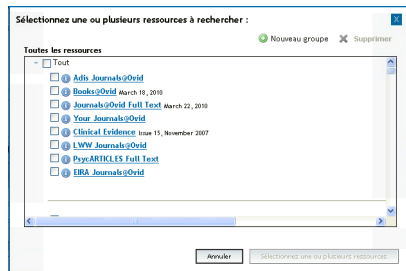 Sélectionnez une ou plusieurs ressources à rechercher :
X
Nouveau groupe Supprimer
Toutes les ressources
Tout
Adis Journals@Ovid
Books@Ovid March 18, 2010
Journals@Ovid Full Text March 22, 2010
Your Journals@Ovid
Clinical Evidence Issue 15, November 2007
LWW Journals@Ovid
PsycARTICLES Full Text
EIRA Journals@Ovid
Annuler Sélectionnez une ou plusieurs ressources